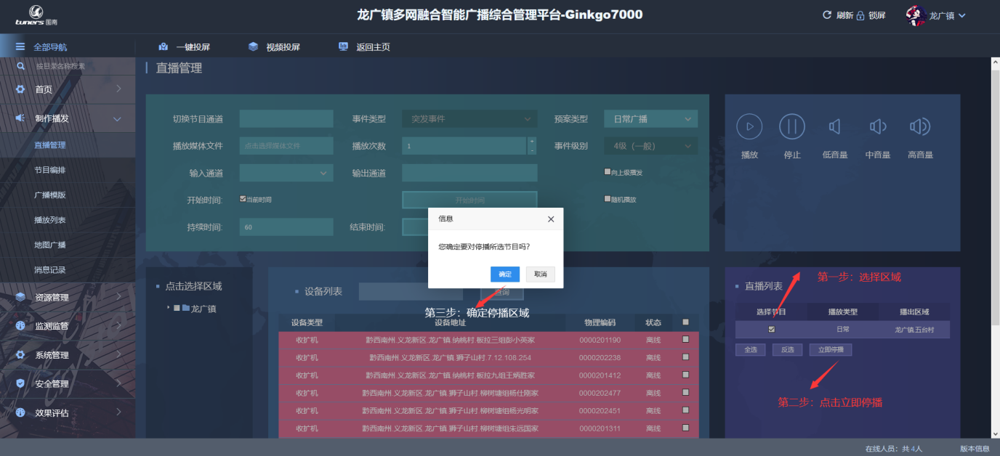 tuners 图南
龙广镇多网融合智能广播综合管理平台-Ginkgo7000
刷新 锁屏 龙广镇
全部导航 一键投屏 视频投屏 返回主页
按目录名称搜索
首页
制作播发
直播管理
节目编排
广播模版
播放列表
地图广播
消息记录
资源管理
监测监管
系统管理
安全管理
效果评估
直播管理
切换节目通道 事件类型 突发事件 预案类型 日常广播
播放媒体文件 点击选择媒体文件 播放次数 1 + - 事件级别 4级（一般）
输入通道 输出通道 向上级播发
开始时间: 当前时间 开始时间 随机播放
持续时间: 60 结束时间:
播放 停止 低音量 中音量 高音量
信息
您确定要对停播所选节目吗?
确定 取消
第三步：确定停播区域
点击选择区域
龙广镇
设备列表 查询
设备类型 设备地址 物理编码 状态
收扩机 黔西南州.义龙新区.龙广镇.纳桃村.板拉三组彭小英家 0000201190 离线
收扩机 黔西南州.义龙新区.龙广镇.狮子山村.7.12.108.254 0000202238 离线
收扩机 黔西南州.义龙新区.龙广镇.纳桃村.板拉九组王炳胜家 0000201412 离线
收扩机 黔西南州.义龙新区.龙广镇.狮子山村.柳树塘组杨仕刚家 0000202477 离线
收扩机 黔西南州.义龙新区.龙广镇.狮子山村.柳树塘组杨光明家 0000202451 离线
收扩机 黔西南州.义龙新区.龙广镇.狮子山村.柳树塘组朱远国家 0000201311 离线
第一步：选择区域
直播列表
选择节目 播放类型 播出区域
日常 龙广镇.五台村
全选 反选 立即停播
第二步：点击立即停播
在线人员：共 4人 版本信息